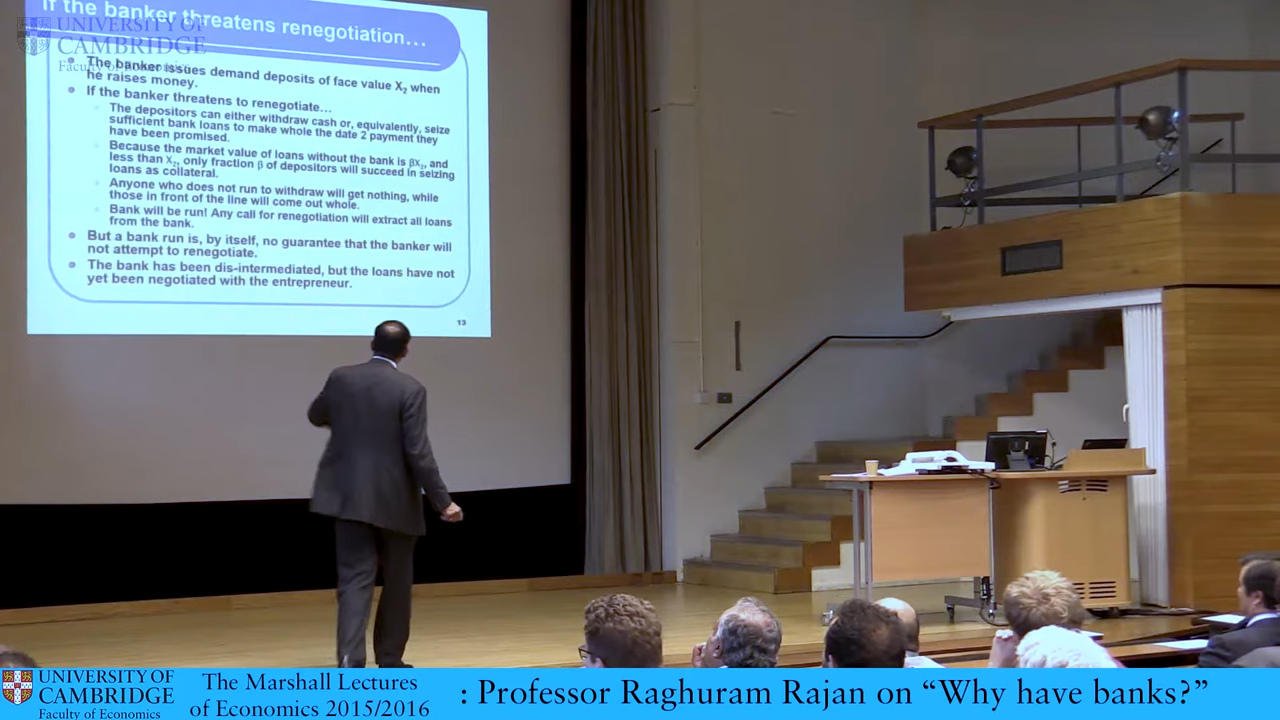 If the banker threatens renegotiation…
UNIVERSITY OF
CAMBRIDGE
Faculty of Economics
The banker issues demand deposits of face value X₂ when
he raises money.
If the banker threatens to renegotiate…
The depositors can either withdraw cash or, equivalently, seize
sufficient bank loans to make whole the date 2 payment they
have been promised.
Because the market value of loans without the bank is βX₂, and
less than X₂, only fraction β of depositors will succeed in seizing
loans as collateral.
Anyone who does not run to withdraw will get nothing, while
those in front of the line will come out whole.
Bank will be run! Any call for renegotiation will extract all loans
from the bank.
But a bank run is, by itself, no guarantee that the banker will
not attempt to renegotiate.
The bank has been dis-intermediated, but the loans have not
yet been negotiated with the entrepreneur.
13
UNIVERSITY OF
CAMBRIDGE
Faculty of Economics
The Marshall Lectures
of Economics 2015/2016
: Professor Raghuram Rajan on “Why have banks?”